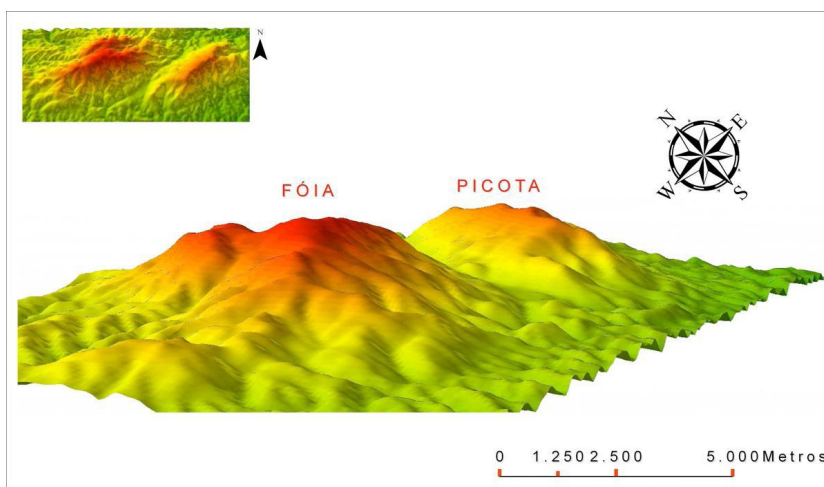 N
N E
FÓIA PICOTA
W S
0 1.250 2.500 5.000Metros